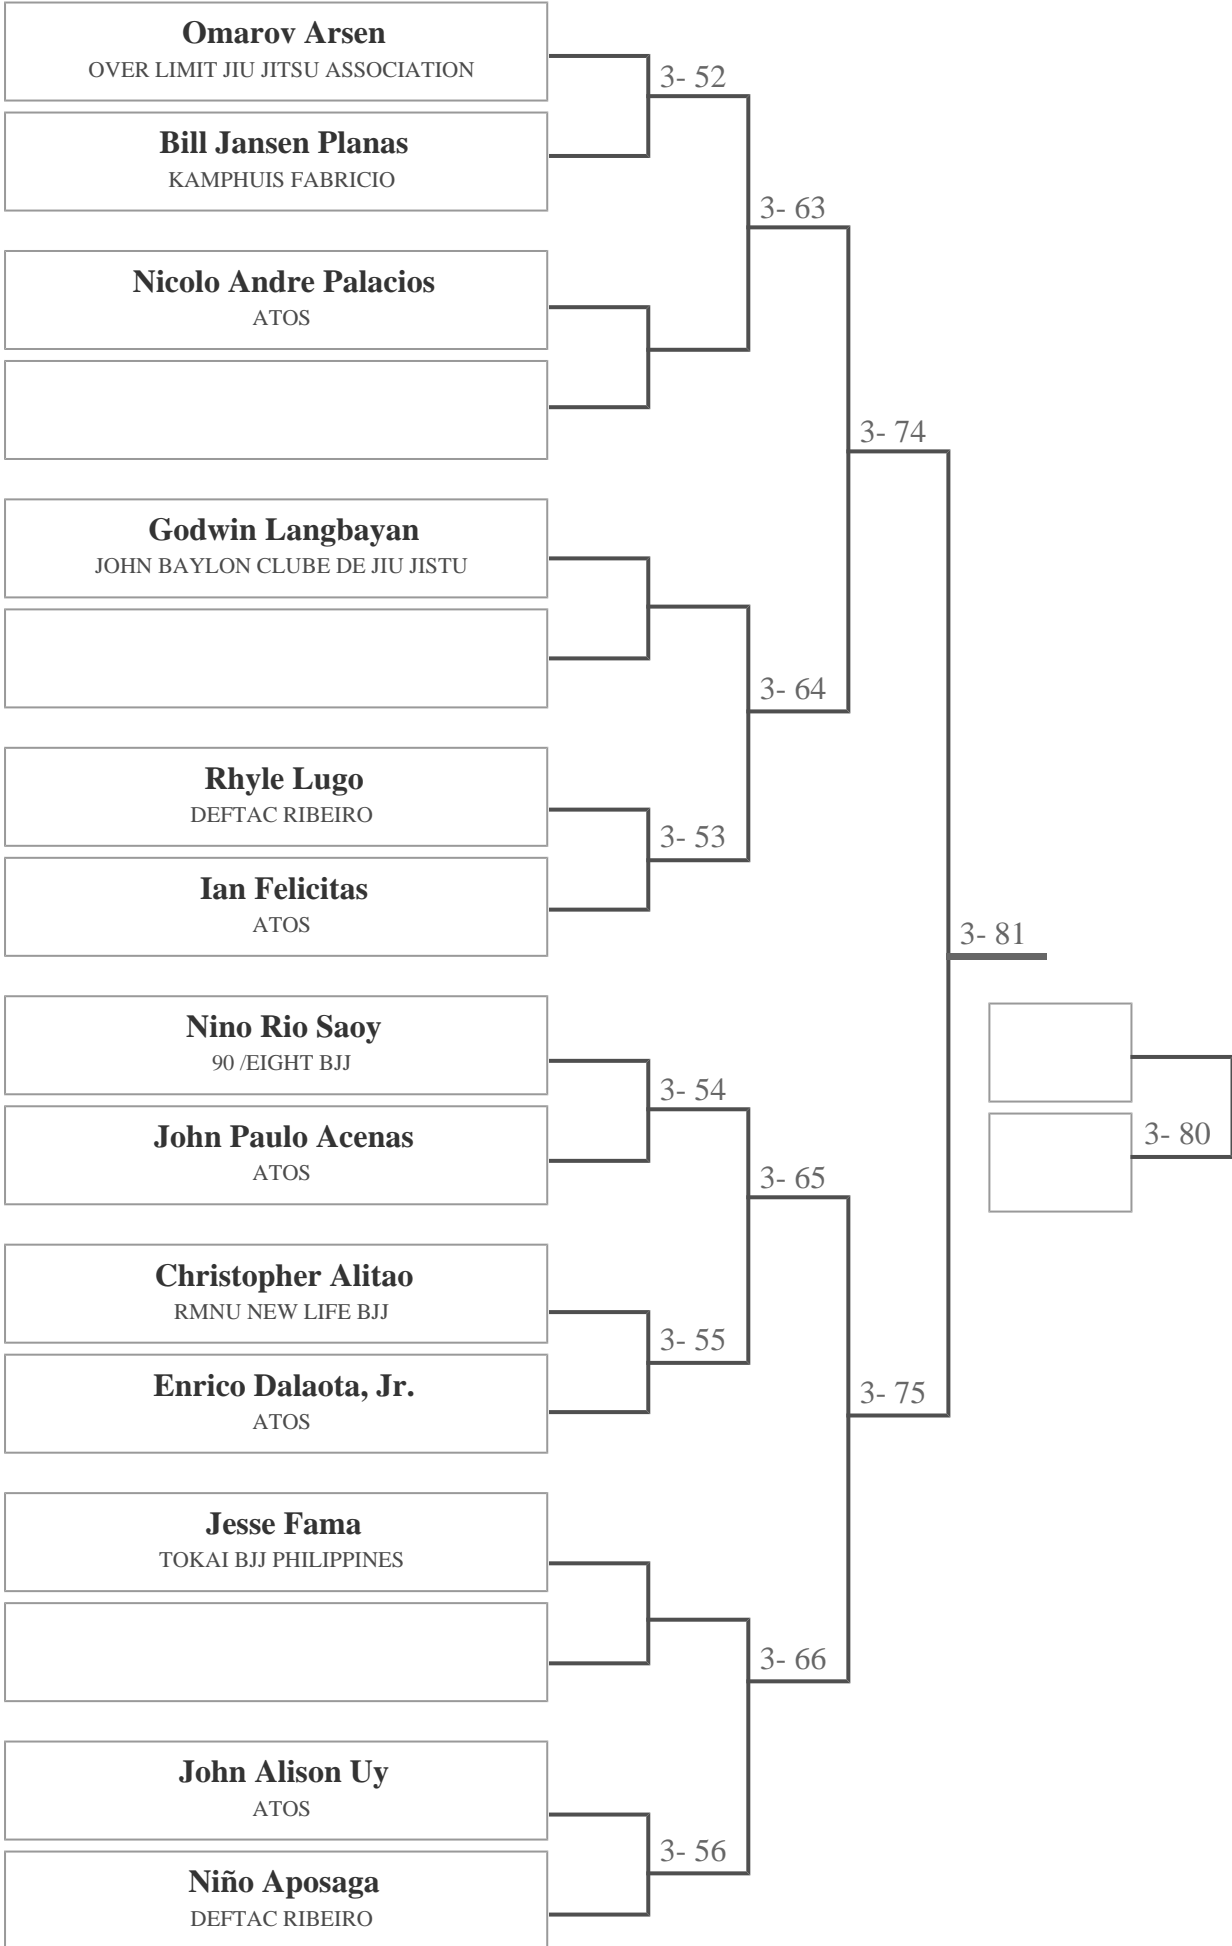 Omarov Arsen
OVER LIMIT JIU JITSU ASSOCIATION
3- 52
Bill Jansen Planas
KAMPHUIS FABRICIO
3- 63
Nicolo Andre Palacios
ATOS
3- 74
Godwin Langbayan
JOHN BAYLON CLUBE DE JIU JISTU
3- 64
Rhyle Lugo
DEFTAC RIBEIRO
3- 53
Ian Felicitas
ATOS
3- 81
Nino Rio Saoy
90 /EIGHT BJJ
3- 54
John Paulo Acenas
ATOS
3- 80
3- 65
Christopher Alitao
RMNU NEW LIFE BJJ
3- 55
Enrico Dalaota, Jr.
ATOS
3- 75
Jesse Fama
TOKAI BJJ PHILIPPINES
3- 66
John Alison Uy
ATOS
3- 56
Niño Aposaga
DEFTAC RIBEIRO